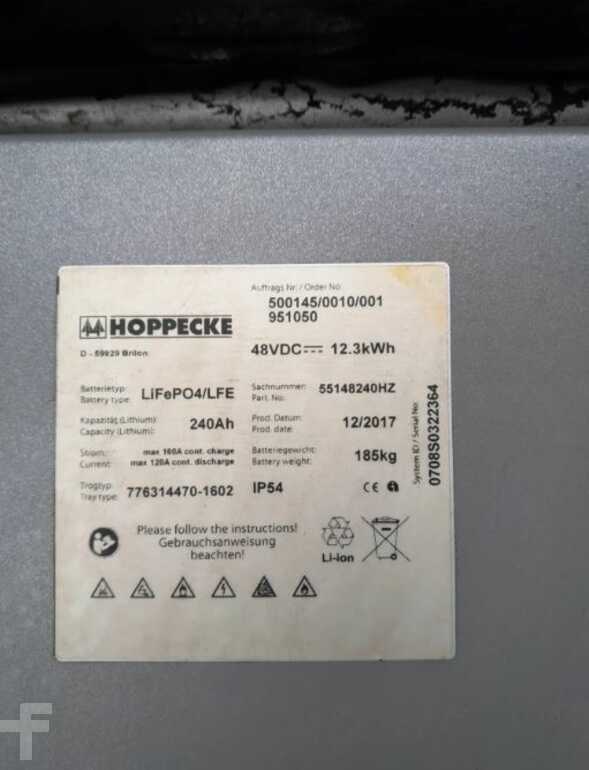 HOPPECKE
D - 59929 Brilon
Auftrags Nr. / Order No:
500145/0010/001
951050
48VDC 12.3kWh
Batterietyp: LiFePO4/LFE
Battery type:
Sachnummer: 55148240HZ
Part. No.:
Kapazität (Lithium): 240Ah
Capacity (Lithium):
Prod. Datum: 12/2017
Prod. date:
Strom: max 160A cont. charge
Current: max 120A cont. discharge
Batteriegewicht: 185kg
Battery weight:
Trogtyp: 776314470-1602
Tray type:
IP54 CE
Please follow the instructions!
Gebrauchsanweisung
beachten!
Li-ion
System ID / Serial No:
0708S0322364
F